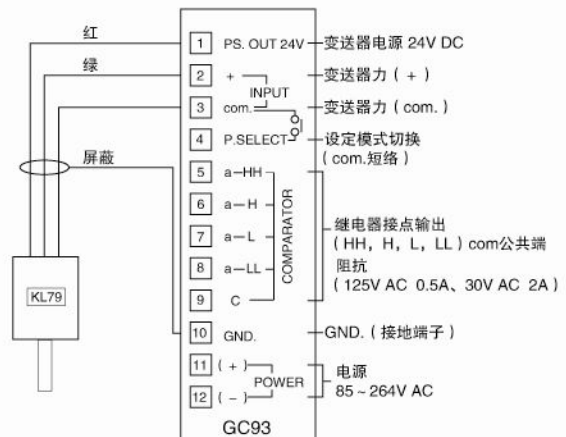 红
绿
屏蔽
KL79
1 PS. OUT 24V
2 +
INPUT
3 com.
4 P.SELECT
5 a-HH
6 a-H
7 a-L
8 a-LL
9 C
COMPARATOR
10 GND.
11 ( + )
POWER
12 ( - )
GC93
变送器电源 24V DC
变送器力 ( + )
变送器力 ( com. )
设定模式切换
( com.短络 )
继电器接点输出
( HH, H, L, LL ) com公共端
阻抗
( 125V AC 0.5A、30V AC 2A )
GND. ( 接地端子 )
电源
85 ~ 264V AC